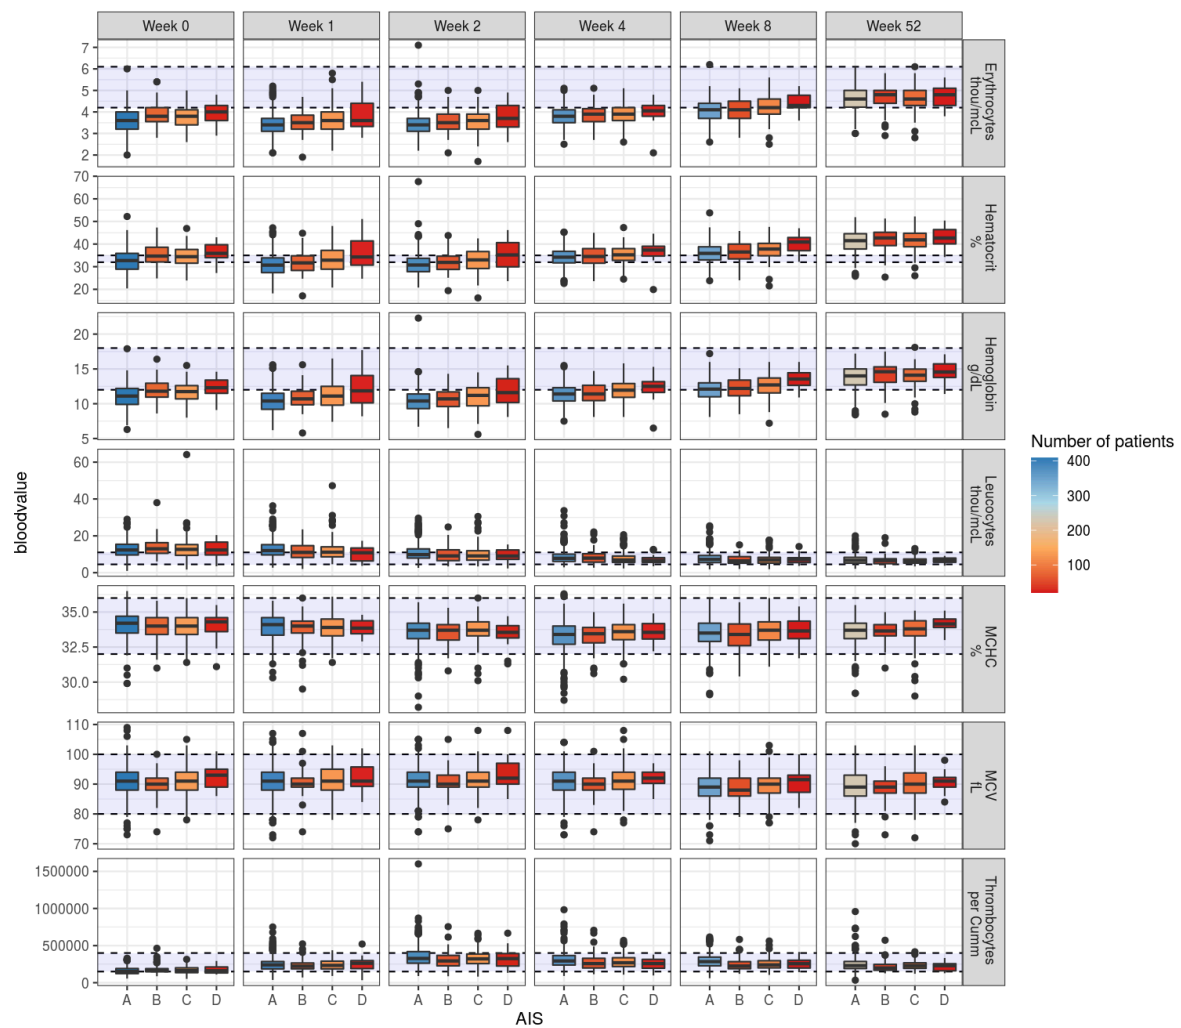 Week 0 Week 1 Week 2 Week 4 Week 8 Week 52
7
6
5
4
3
2
Erythrocytes
thou/mcL
70
60
50
40
30
20
Hematocrit
%
20
15
10
5
Hemoglobin
g/dL
60
40
20
0
Leucocytes
thou/mcL
35.0
32.5
30.0
MCHC
%
110
100
90
80
70
MCV
fL
1500000
1000000
500000
0
Thrombocytes
per Cumm
A B C D A B C D A B C D A B C D A B C D A B C D
AIS
bloodvalue
Number of patients
400
300
200
100